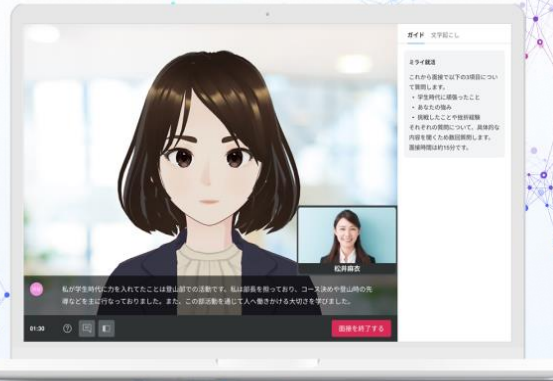 ガイド 文字起こし
ミライ就活
これから面接で以下の3項目につい
て質問します。
・ 学生時代に頑張ったこと
・ あなたの強み
・ 挑戦したことや挫折経験
それぞれの質問について、具体的な
内容を聞くため数回質問します。
面接時間は約15分です。
松井麻衣
私が学生時代に力を入れてたことは登山部での活動です。私は部長を担っており、コース決めや登山時の先
導などを主に行なっておりました。また、この部活動を通じて人へ働きかける大切さを学びました。
01:30
面接を終了する